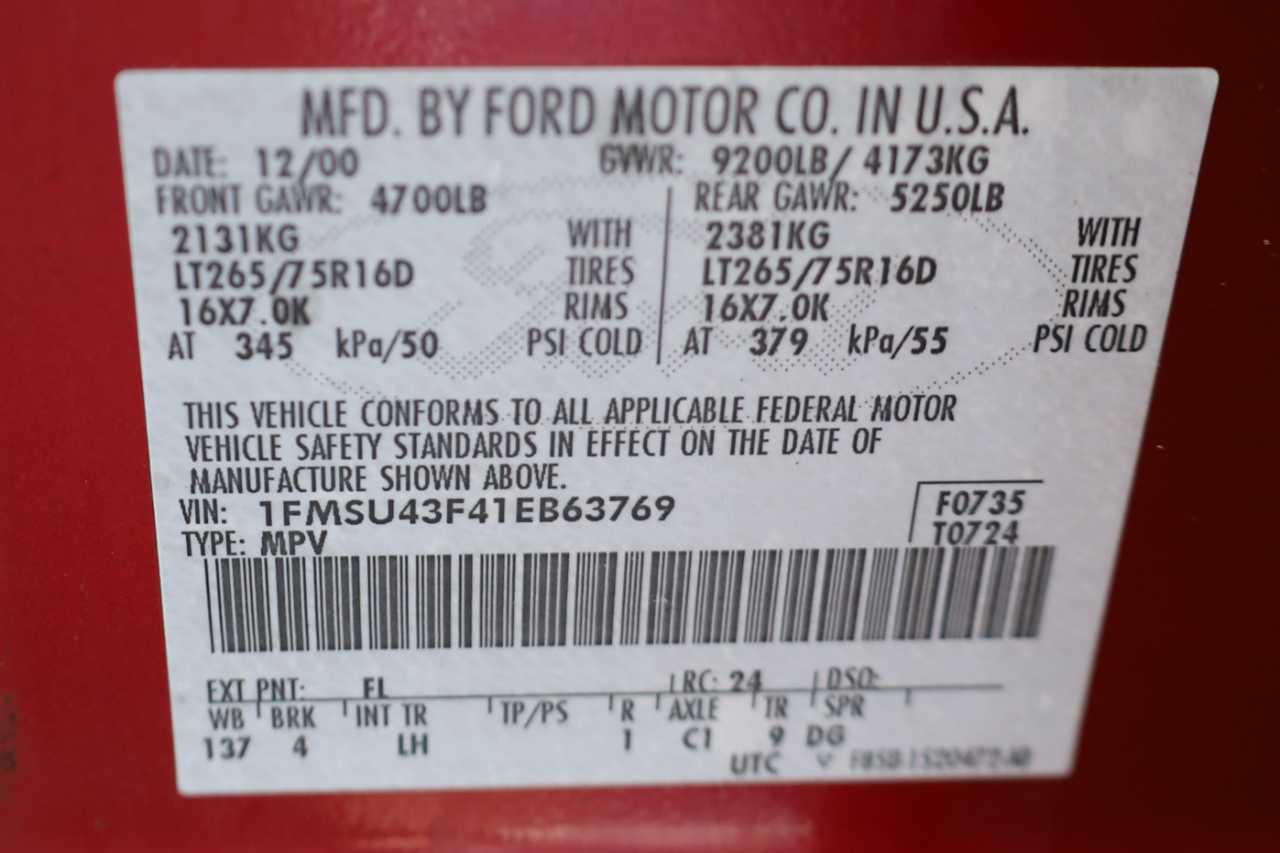 MFD. BY FORD MOTOR CO. IN U.S.A.
DATE: 12/00 GVWR: 9200LB/ 4173KG
FRONT GAWR: 4700LB REAR GAWR: 5250LB
2131KG WITH 2381KG WITH
LT265/75R16D TIRES LT265/75R16D TIRES
16X7.0K RIMS 16X7.0K RIMS
AT 345 kPa/50 PSI COLD AT 379 kPa/55 PSI COLD
THIS VEHICLE CONFORMS TO ALL APPLICABLE FEDERAL MOTOR
VEHICLE SAFETY STANDARDS IN EFFECT ON THE DATE OF
MANUFACTURE SHOWN ABOVE.
VIN: 1FMSU43F41EB63769 F0735
TYPE: MPV T0724
EXT PNT: FL RC: 24 DSO:
WB BRK INT TR TP/PS R AXLE TR SPR
137 4 LH 1 C1 9 DG
UTC